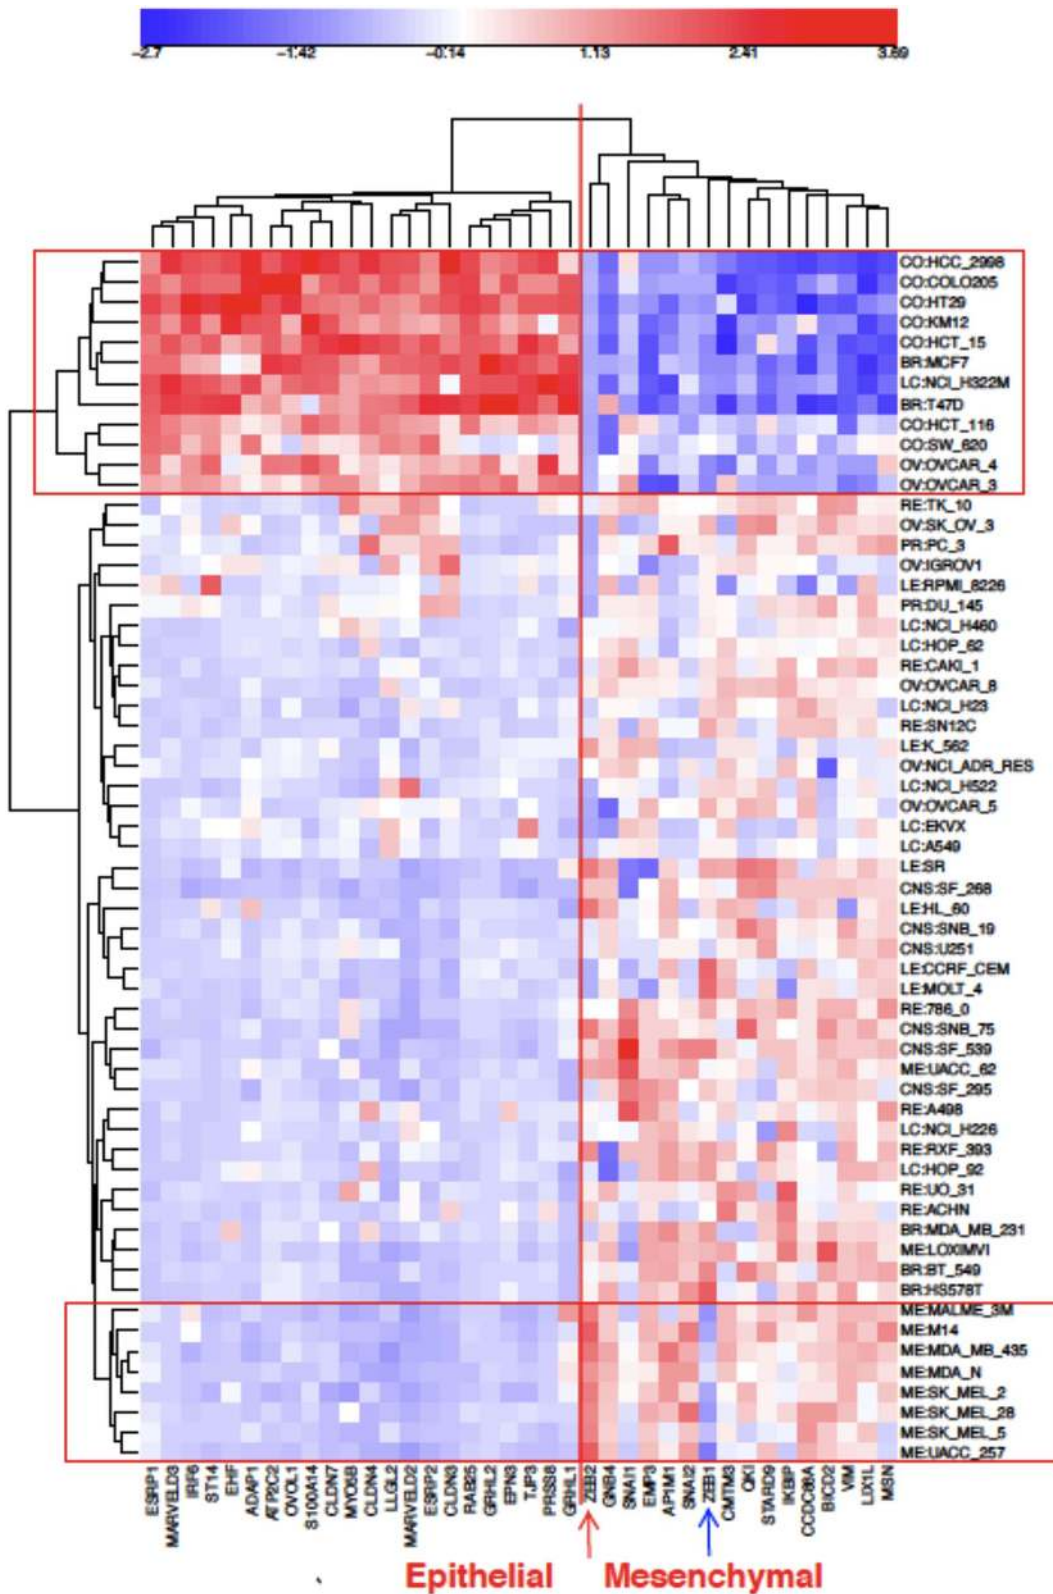 -2.7 -1.42 -0.14 1.13 2.41 3.69
CO:HCC_2998
CO:COLO205
CO:HT29
CO:KM12
CO:HCT_15
BR:MCF7
LC:NCI_H322M
BR:T47D
CO:HCT_116
CO:SW_620
OV:OVCAR_4
OV:OVCAR_3
RE:TK_10
OV:SK_OV_3
PR:PC_3
OV:IGROV1
LE:RPMI_8226
PR:DU_145
LC:NCI_H460
LC:HOP_62
RE:CAKI_1
OV:OVCAR_8
LC:NCI_H23
RE:SN12C
LE:K_562
OV:NCI_ADR_RES
LC:NCI_H522
OV:OVCAR_5
LC:EKVX
LC:A549
LE:SR
CNS:SF_268
LE:HL_60
CNS:SNB_19
CNS:U251
LE:CCRF_CEM
LE:MOLT_4
RE:786_0
CNS:SNB_75
CNS:SF_539
ME:UACC_62
CNS:SF_295
RE:A498
LC:NCI_H226
RE:RXF_393
LC:HOP_92
RE:UO_31
RE:ACHN
BR:MDA_MB_231
ME:LOXIMVI
BR:BT_549
BR:HS578T
ME:MALME_3M
ME:M14
ME:MDA_MB_435
ME:MDA_N
ME:SK_MEL_2
ME:SK_MEL_28
ME:SK_MEL_5
ME:UACC_257
ESRP1
MARVELD3
IRF6
ST14
EHF
ADAP1
ATP2C2
OVOL1
S100A14
CLDN7
MYO5B
CLDN4
LLGL2
MARVELD2
ESRP2
CLDN3
RAB25
GRHL2
EPN3
TJP3
PRSS8
GRHL1
ZEB2
GNB4
SNAI1
EMP3
AP1M1
SNAI2
ZEB1
CMTM3
QKI
STARD9
IKBIP
CCDC88A
BICD2
VIM
LIX1L
MSN
Epithelial Mesenchymal